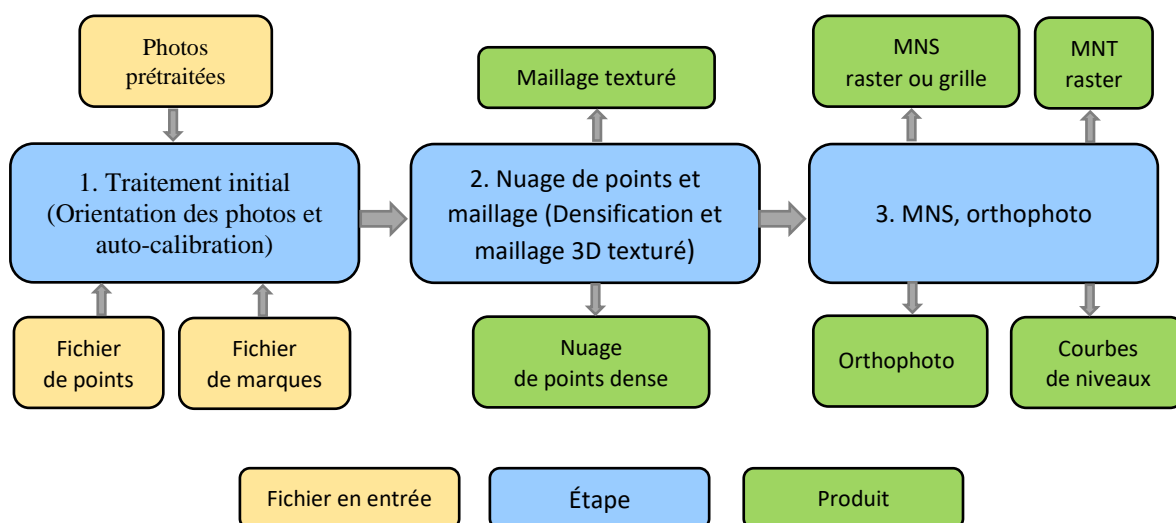 Photos
prétraitées
Maillage texturé
MNS
raster ou grille
MNT
raster
1. Traitement initial
(Orientation des photos et
auto-calibration)
2. Nuage de points et
maillage (Densification et
maillage 3D texturé)
3. MNS, orthophoto
Fichier
de points
Fichier
de marques
Nuage
de points dense
Orthophoto
Courbes
de niveaux
Fichier en entrée
Étape
Produit